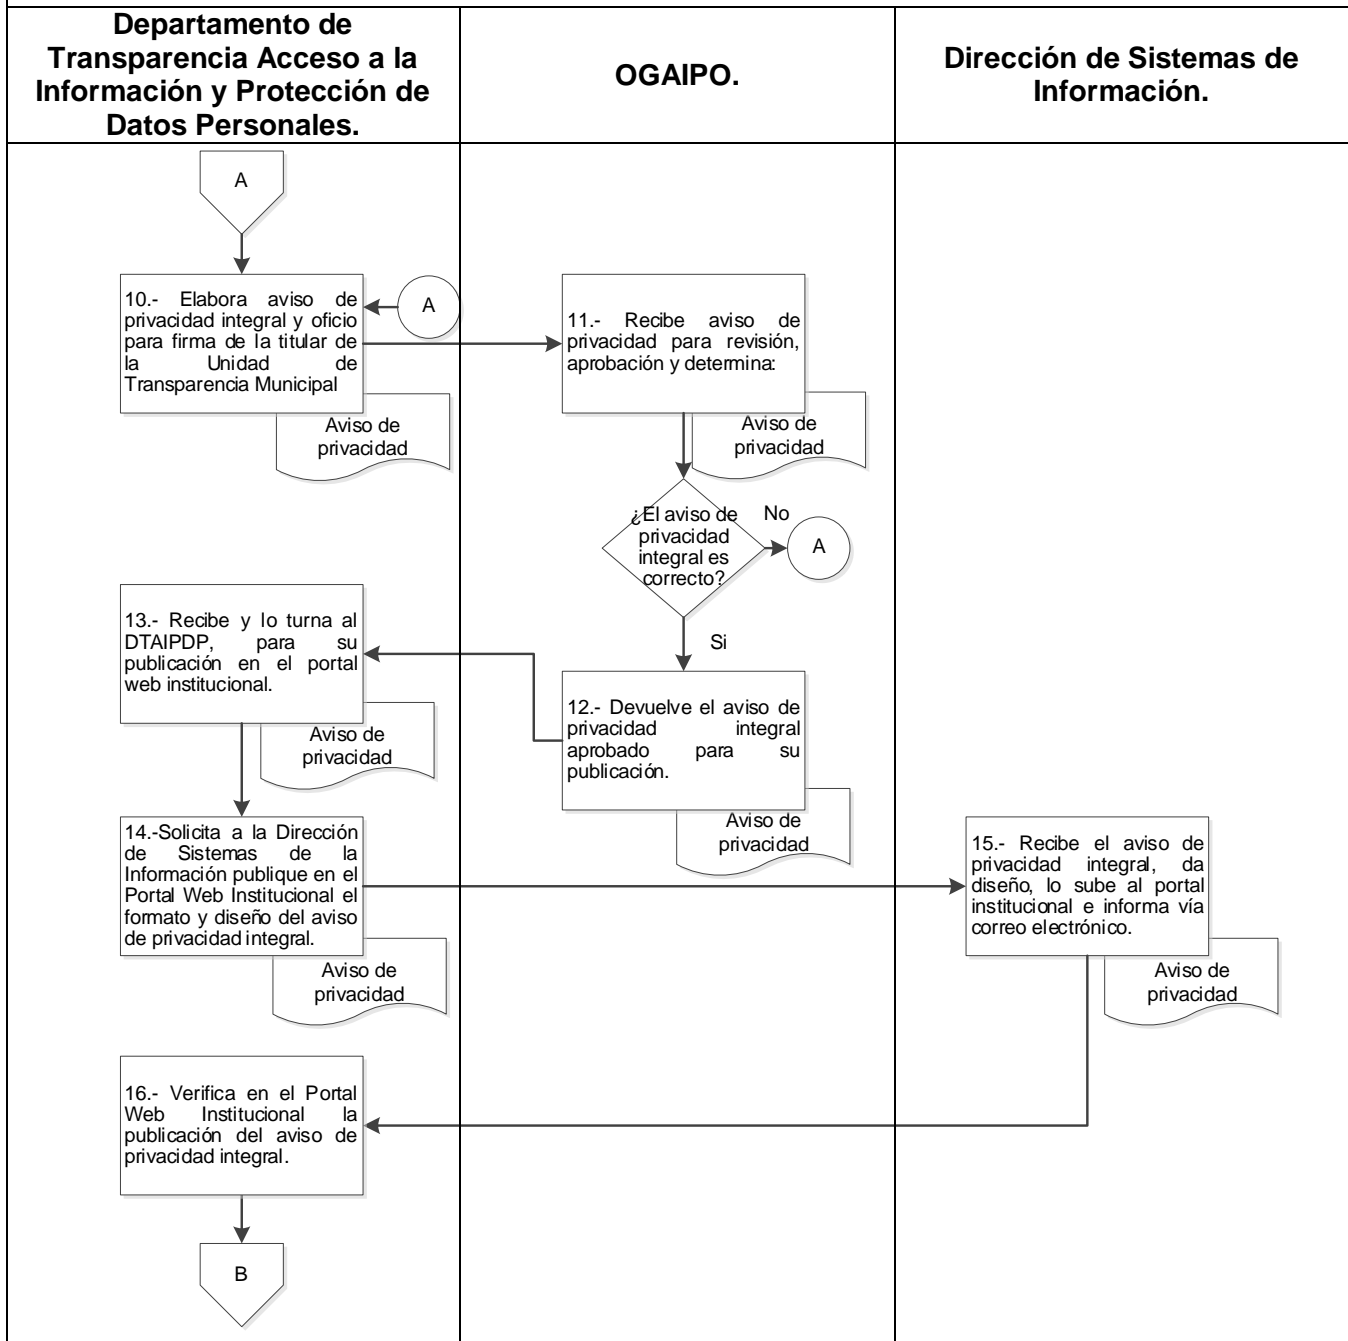 Departamento de
Transparencia Acceso a la
Información y Protección de
Datos Personales.
OGAIPO.
Dirección de Sistemas de
Información.
A
10.- Elabora aviso de
privacidad integral y oficio
para firma de la titular de
la Unidad de
Transparencia Municipal
A
Aviso de
privacidad
11.- Recibe aviso de
privacidad para revisión,
aprobación y determina:
Aviso de
privacidad
¿El aviso de
privacidad
integral es
correcto?
No
A
Si
12.- Devuelve el aviso de
privacidad integral
aprobado para su
publicación.
Aviso de
privacidad
13.- Recibe y lo turna al
DTAIPDP, para su
publicación en el portal
web institucional.
Aviso de
privacidad
14.-Solicita a la Dirección
de Sistemas de la
Información publique en el
Portal Web Institucional el
formato y diseño del aviso
de privacidad integral.
Aviso de
privacidad
15.- Recibe el aviso de
privacidad integral, da
diseño, lo sube al portal
institucional e informa vía
correo electrónico.
Aviso de
privacidad
16.- Verifica en el Portal
Web Institucional la
publicación del aviso de
privacidad integral.
B